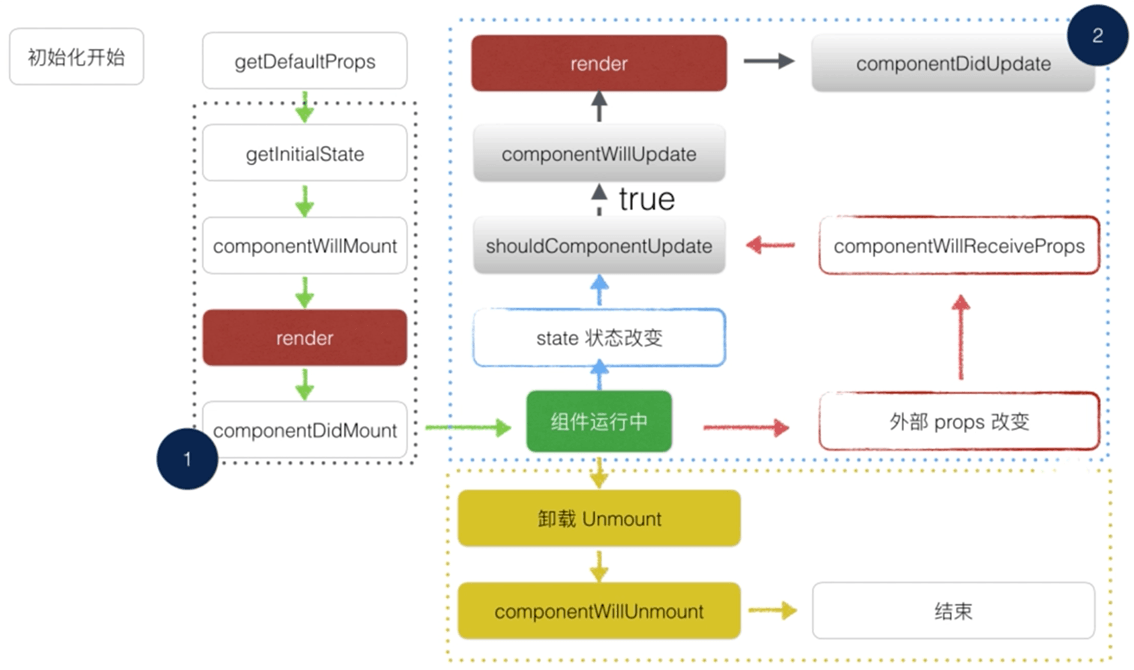 初始化开始
getDefaultProps
getInitialState
componentWillMount
render
componentDidMount
1
2
render
componentDidUpdate
componentWillUpdate
true
shouldComponentUpdate
componentWillReceiveProps
state 状态改变
组件运行中
外部 props 改变
卸载 Unmount
componentWillUnmount
结束